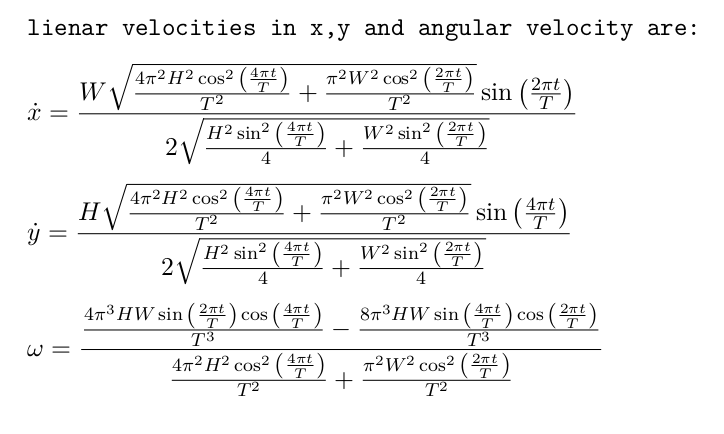 lienar velocities in x,y and angular velocity are:
$\dot{x} = \frac{W \sqrt{\frac{4\pi^2 H^2 \cos^2\left(\frac{4\pi t}{T}\right)}{T^2} + \frac{\pi^2 W^2 \cos^2\left(\frac{2\pi t}{T}\right)}{T^2}} \sin\left(\frac{2\pi t}{T}\right)}{2 \sqrt{\frac{H^2 \sin^2\left(\frac{4\pi t}{T}\right)}{4} + \frac{W^2 \sin^2\left(\frac{2\pi t}{T}\right)}{4}}}$
$\dot{y} = \frac{H \sqrt{\frac{4\pi^2 H^2 \cos^2\left(\frac{4\pi t}{T}\right)}{T^2} + \frac{\pi^2 W^2 \cos^2\left(\frac{2\pi t}{T}\right)}{T^2}} \sin\left(\frac{4\pi t}{T}\right)}{2 \sqrt{\frac{H^2 \sin^2\left(\frac{4\pi t}{T}\right)}{4} + \frac{W^2 \sin^2\left(\frac{2\pi t}{T}\right)}{4}}}$
$\omega = \frac{\frac{4\pi^3 H W \sin\left(\frac{2\pi t}{T}\right) \cos\left(\frac{4\pi t}{T}\right)}{T^3} - \frac{8\pi^3 H W \sin\left(\frac{4\pi t}{T}\right) \cos\left(\frac{2\pi t}{T}\right)}{T^3}}{\frac{4\pi^2 H^2 \cos^2\left(\frac{4\pi t}{T}\right)}{T^2} + \frac{\pi^2 W^2 \cos^2\left(\frac{2\pi t}{T}\right)}{T^2}}$